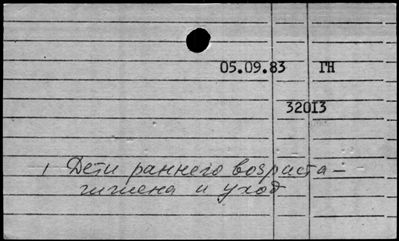 05.09.83 ГН
32013
1 Дети раннего возраста —
гигиена и уход